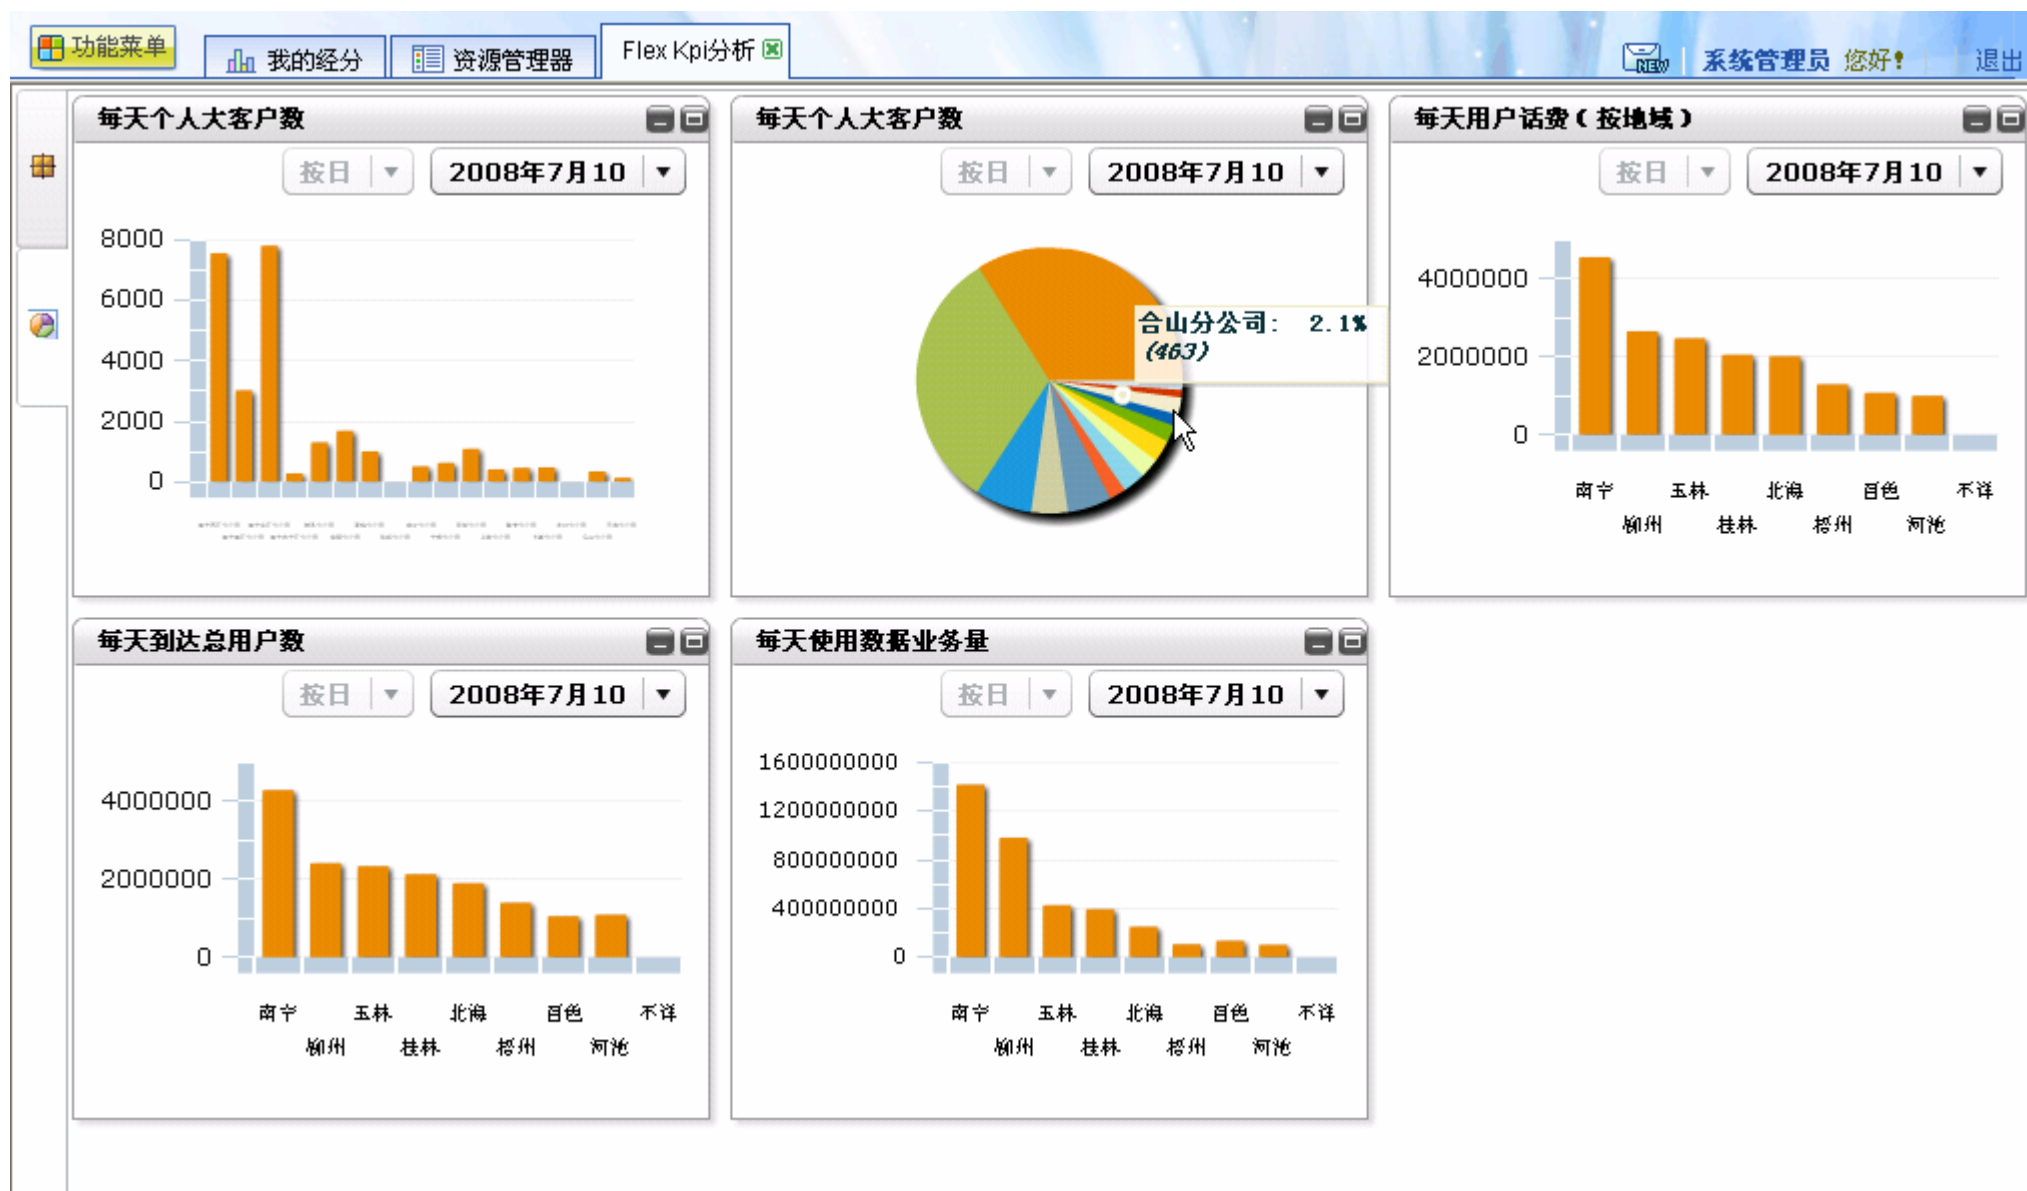 功能菜单
我的经分
资源管理器
Flex Kpi分析
NEW
系统管理员 您好!
退出
每天个人大客户数
按日
2008年7月10
8000
6000
4000
2000
0
每天个人大客户数
按日
2008年7月10
合山分公司: 2.1%
(463)
每天用户话费(按地域)
按日
2008年7月10
4000000
2000000
0
南宁 玉林 北海 百色 不详
柳州 桂林 梧州 河池
每天到达总用户数
按日
2008年7月10
4000000
2000000
0
南宁 玉林 北海 百色 不详
柳州 桂林 梧州 河池
每天使用数据业务量
按日
2008年7月10
1600000000
1200000000
800000000
400000000
0
南宁 玉林 北海 百色 不详
柳州 桂林 梧州 河池